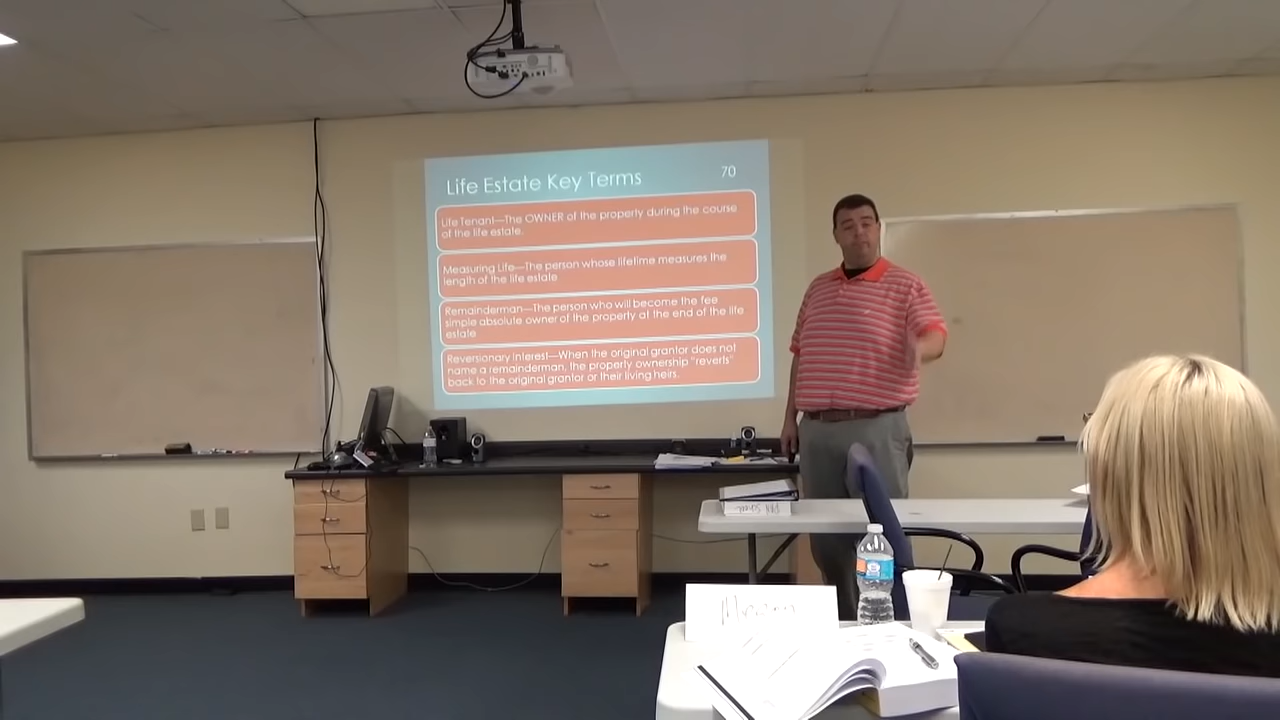 Life Estate Key Terms
70
Life Tenant—The OWNER of the property during the course
of the life estate.
Measuring Life—The person whose lifetime measures the
length of the life estate
Remainderman—The person who will become the fee
simple absolute owner of the property at the end of the life
estate
Reversionary Interest—When the original grantor does not
name a remainderman, the property ownership "reverts"
back to the original grantor or their living heirs.